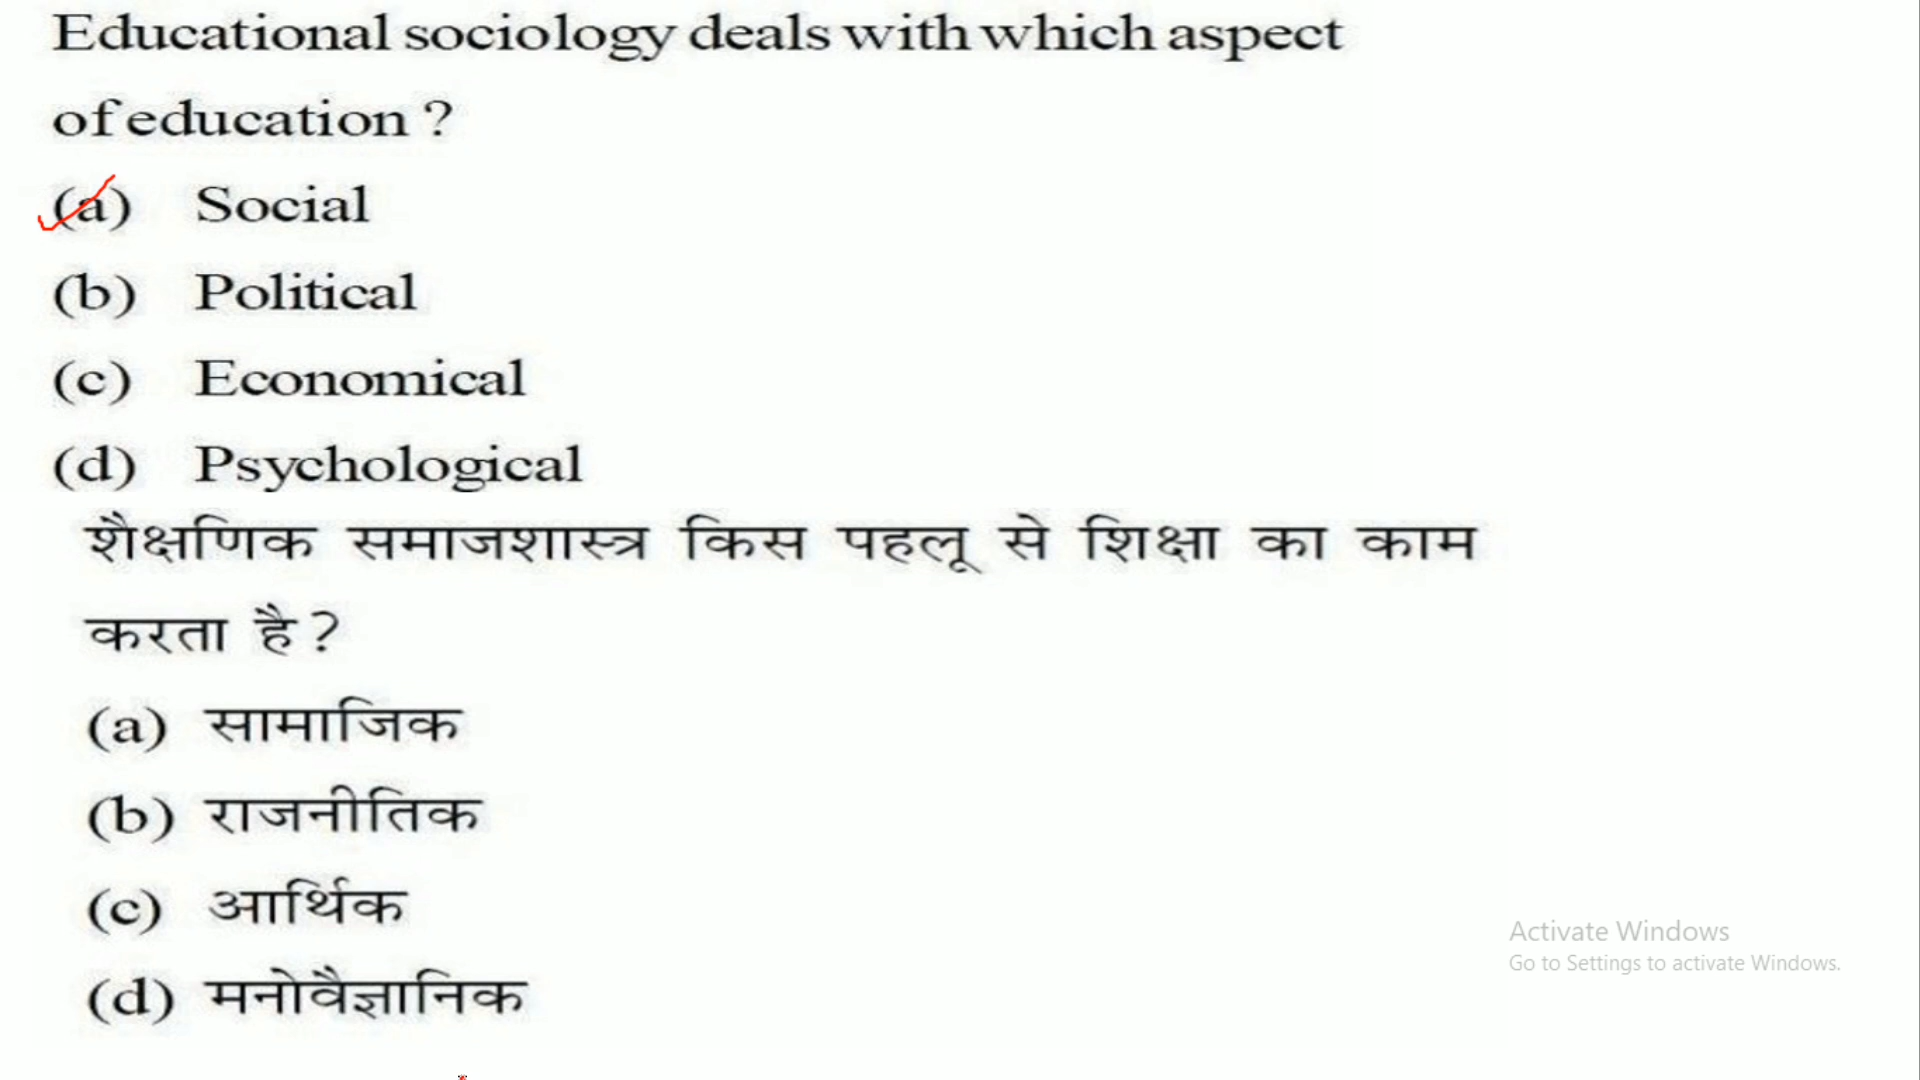 Educational sociology deals with which aspect
of education ?
(a) Social
(b) Political
(c) Economical
(d) Psychological
शैक्षणिक समाजशास्त्र किस पहलू से शिक्षा का काम
करता है?
(a) सामाजिक
(b) राजनीतिक
(c) आर्थिक
(d) मनोवैज्ञानिक
Activate Windows
Go to Settings to activate Windows.